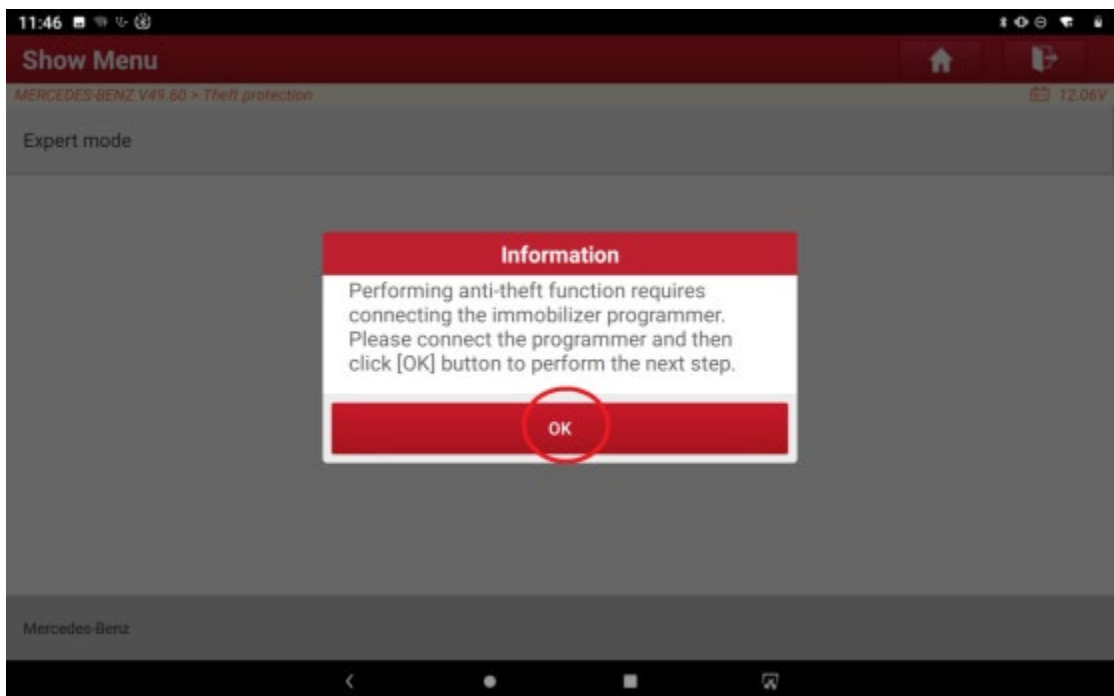 11:46
Show Menu
MERCEDES-BENZ V49.60 > Theft protection
12.06V
Expert mode
Information
Performing anti-theft function requires
connecting the immobilizer programmer.
Please connect the programmer and then
click [OK] button to perform the next step.
OK
Mercedes-Benz